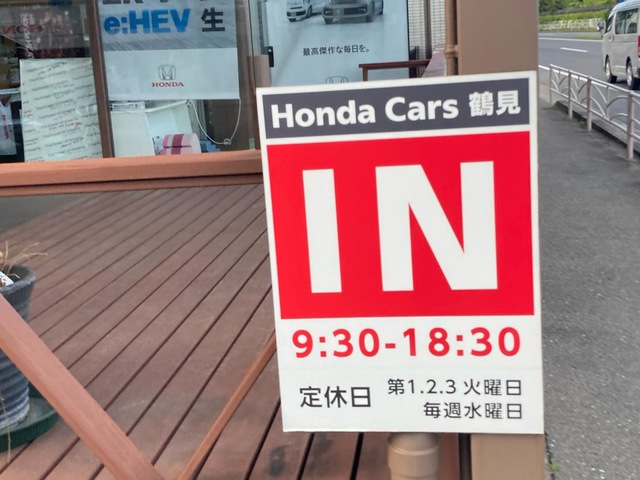 e:HEV 生
HONDA
最高傑作な毎日を。
Honda Cars 鶴見
IN
9:30-18:30
定休日
第1.2.3 火曜日
毎週水曜日